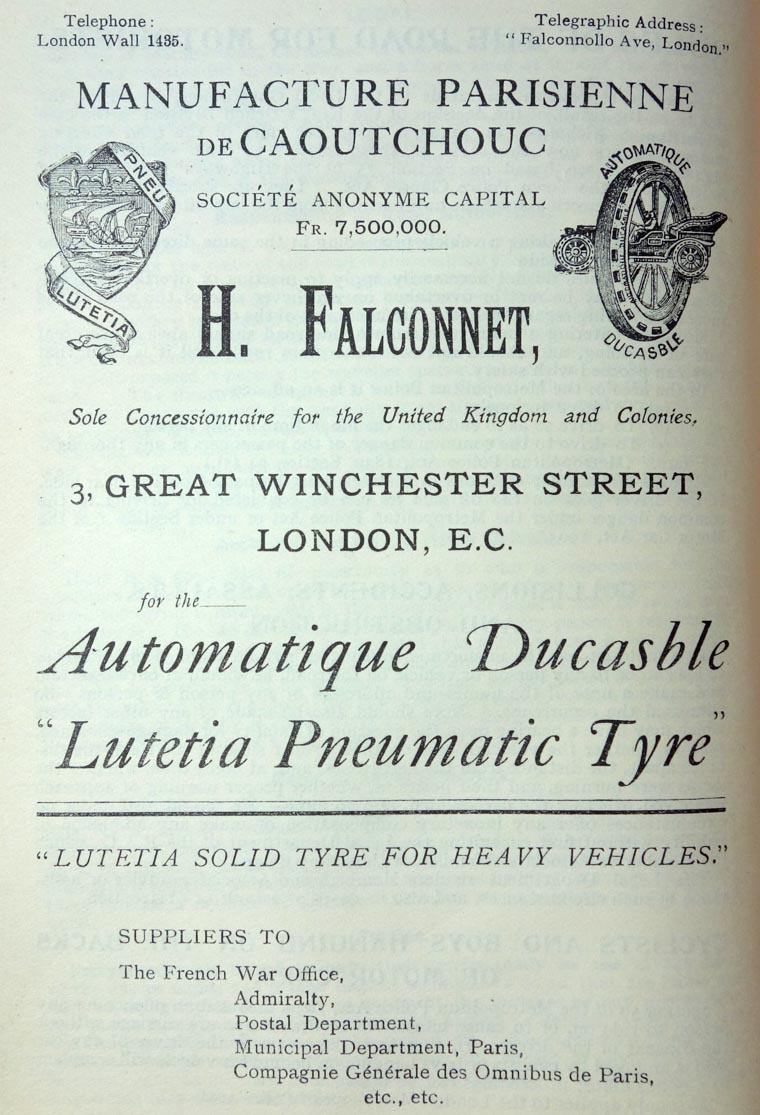 Telephone:
London Wall 1435.
Telegraphic Address:
"Falconnollo Ave, London."
MANUFACTURE PARISIENNE
DE CAOUTCHOUC
SOCIÉTÉ ANONYME CAPITAL
FR. 7,500,000.
PNEU
LUTETIA
AUTOMATIQUE
DUCASBLE
H. FALCONNET,
Sole Concessionnaire for the United Kingdom and Colonies,
3, GREAT WINCHESTER STREET,
LONDON, E.C.
for the
Automatique Ducasble
"Lutetia Pneumatic Tyre"
"LUTETIA SOLID TYRE FOR HEAVY VEHICLES."
SUPPLIERS TO
The French War Office,
Admiralty,
Postal Department,
Municipal Department, Paris,
Compagnie Générale des Omnibus de Paris,
etc., etc.